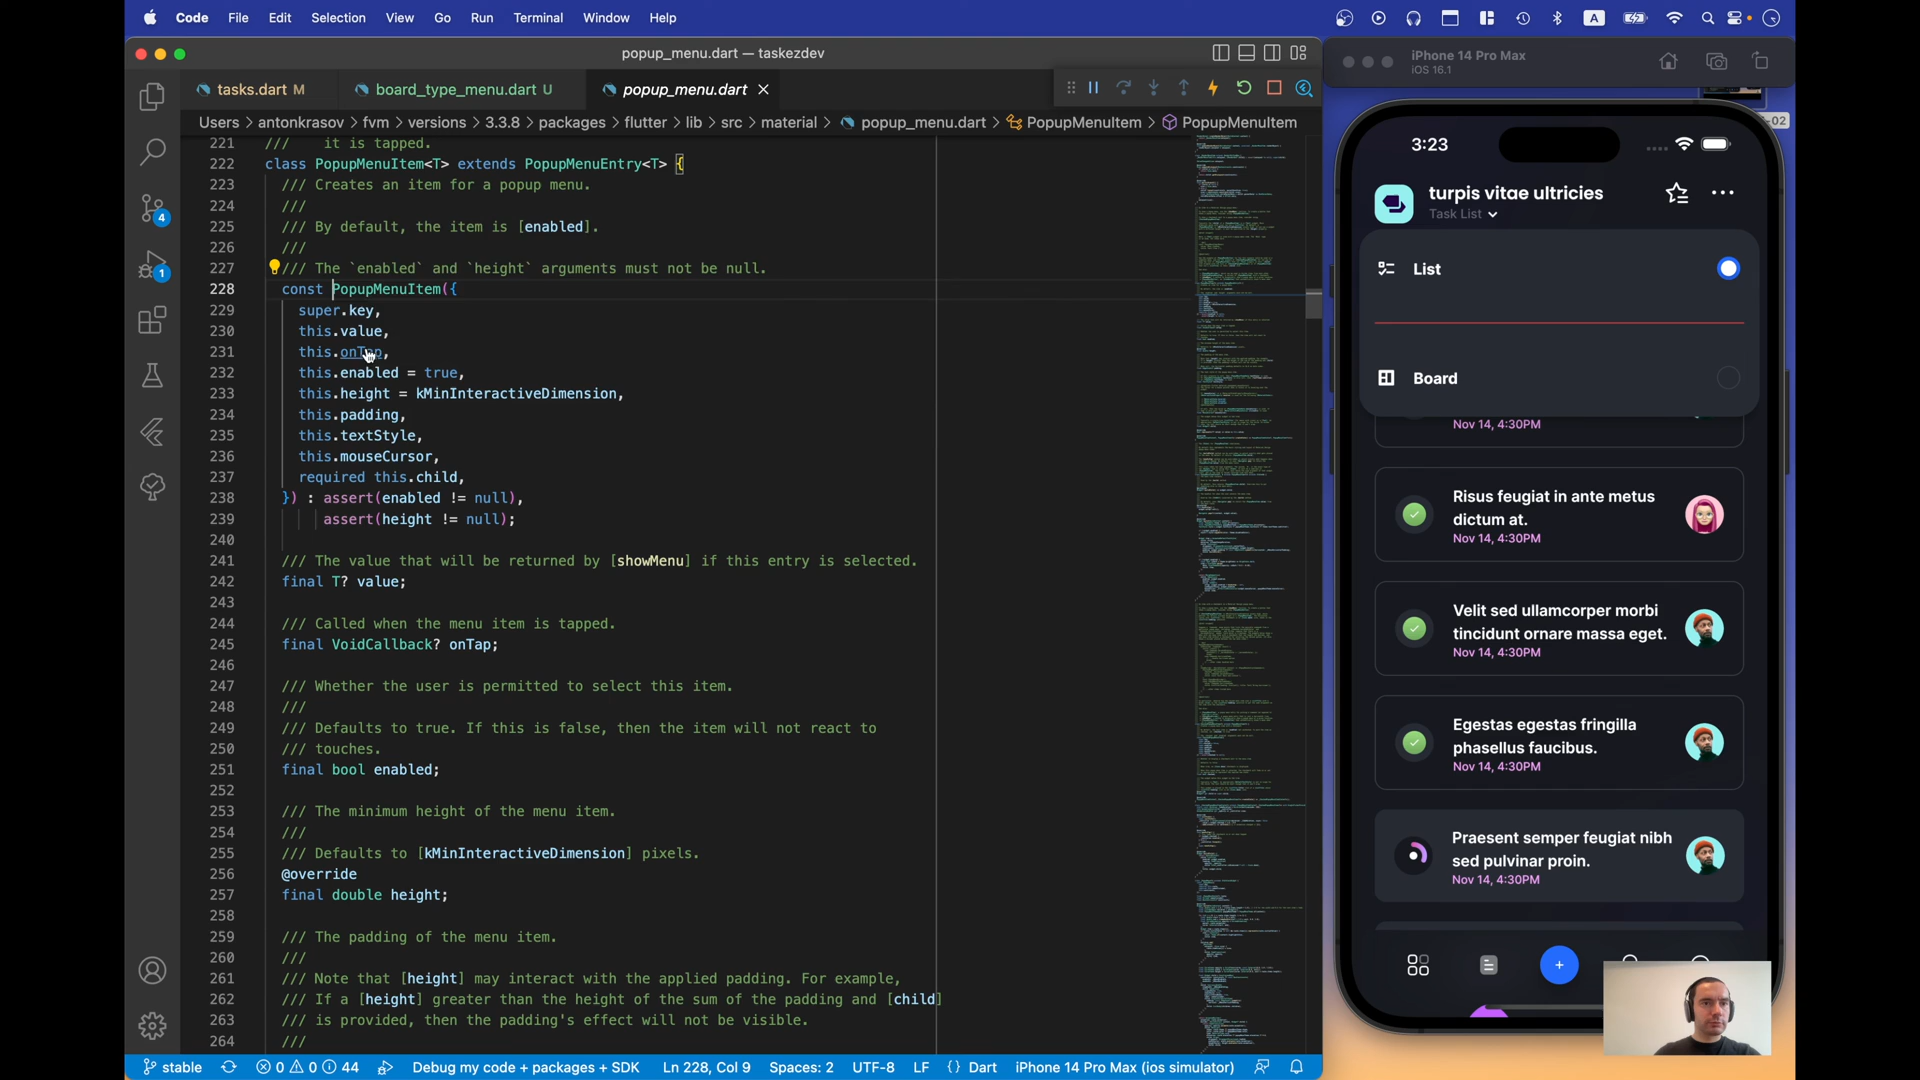 Code File Edit Selection View Go Run Terminal Window Help
A
popup_menu.dart — taskezdev
tasks.dart M
board_type_menu.dart U
popup_menu.dart
Users > antonkrasov > fvm > versions > 3.3.8 > packages > flutter > lib > src > material > popup_menu.dart > PopupMenuItem > PopupMenuItem
4
1
221 /// it is tapped.
222 class PopupMenuItem<T> extends PopupMenuEntry<T> {
223 /// Creates an item for a popup menu.
224 ///
225 /// By default, the item is [enabled].
226 ///
227 /// The `enabled` and `height` arguments must not be null.
228 const PopupMenuItem({
229 super.key,
230 this.value,
231 this.onTap,
232 this.enabled = true,
233 this.height = kMinInteractiveDimension,
234 this.padding,
235 this.textStyle,
236 this.mouseCursor,
237 required this.child,
238 }) : assert(enabled != null),
239 assert(height != null);
240
241 /// The value that will be returned by [showMenu] if this entry is selected.
242 final T? value;
243
244 /// Called when the menu item is tapped.
245 final VoidCallback? onTap;
246
247 /// Whether the user is permitted to select this item.
248 ///
249 /// Defaults to true. If this is false, then the item will not react to
250 /// touches.
251 final bool enabled;
252
253 /// The minimum height of the menu item.
254 ///
255 /// Defaults to [kMinInteractiveDimension] pixels.
256 @override
257 final double height;
258
259 /// The padding of the menu item.
260 ///
261 /// Note that [height] may interact with the applied padding. For example,
262 /// If a [height] greater than the height of the sum of the padding and [child]
263 /// is provided, then the padding's effect will not be visible.
264 ///
stable 0 0 44 Debug my code + packages + SDK Ln 228, Col 9 Spaces: 2 UTF-8 LF {} Dart iPhone 14 Pro Max (ios simulator)
iPhone 14 Pro Max
iOS 16.1
-02
3:23
turpis vitae ultricies
Task List
List
Board
Nov 14, 4:30PM
Risus feugiat in ante metus
dictum at.
Nov 14, 4:30PM
Velit sed ullamcorper morbi
tincidunt ornare massa eget.
Nov 14, 4:30PM
Egestas egestas fringilla
phasellus faucibus.
Nov 14, 4:30PM
Praesent semper feugiat nibh
sed pulvinar proin.
Nov 14, 4:30PM